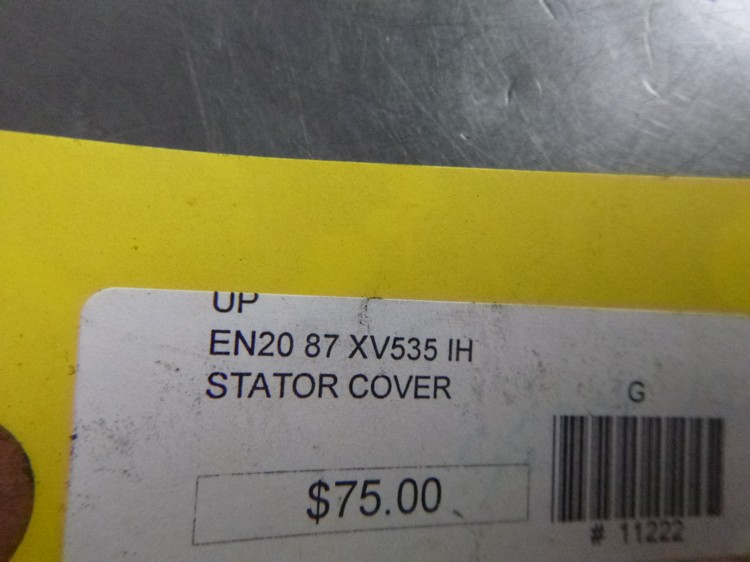 UP
EN20 87 XV535 IH
STATOR COVER
G
$75.00
# 11222